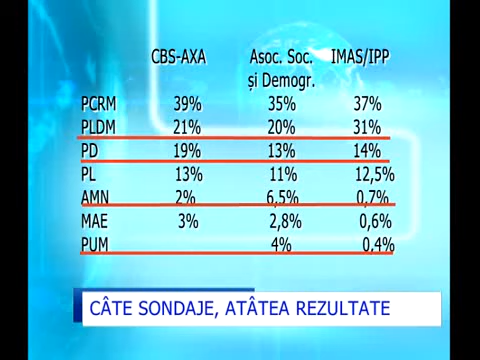 CBS-AXA Asoc. Soc. IMAS/IPP
și Demogr.
PCRM 39% 35% 37%
PLDM 21% 20% 31%
PD 19% 13% 14%
PL 13% 11% 12,5%
AMN 2% 6,5% 0,7%
MAE 3% 2,8% 0,6%
PUM 4% 0,4%
CÂTE SONDAJE, ATÂTEA REZULTATE